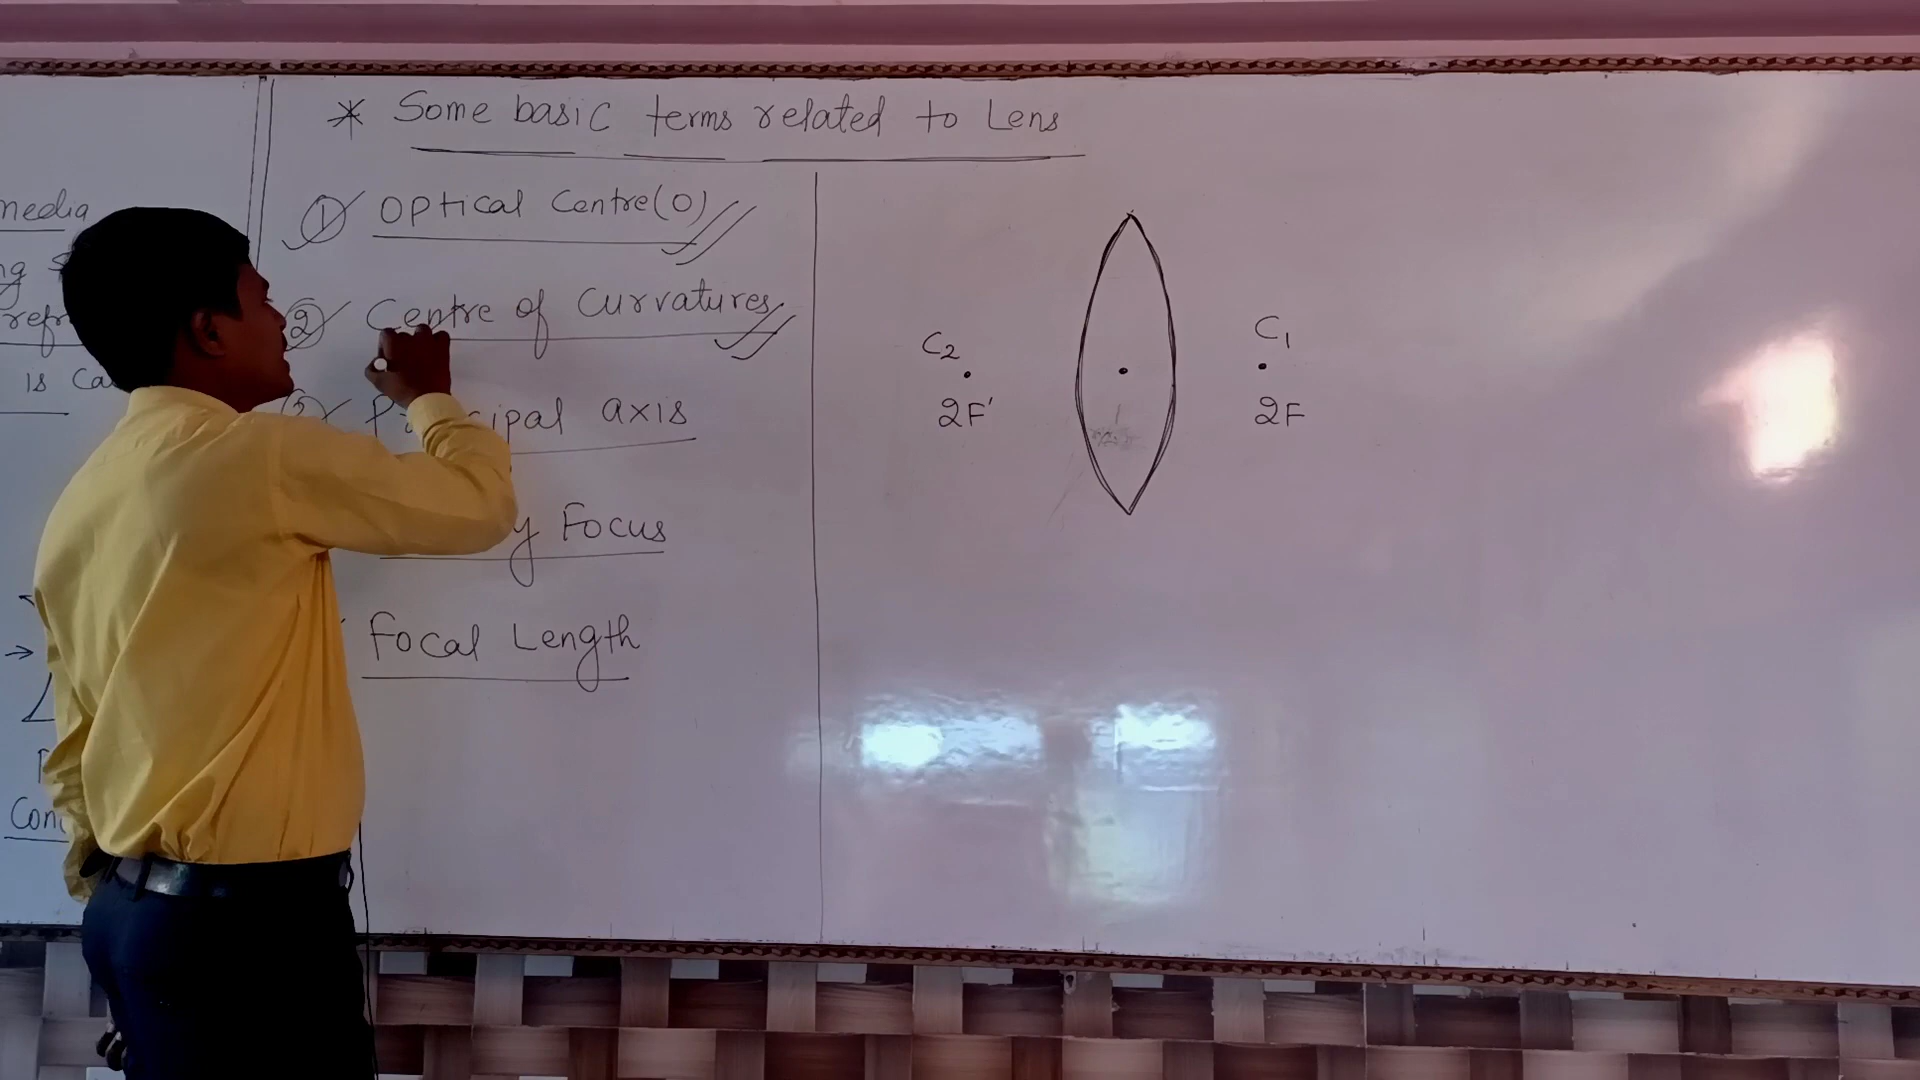 * Some basic terms related to Lens
media
① Optical Centre (O)
② Centre of Curvatures
is
axis
Focus
Focal Length
C2
2F'
C1
2F